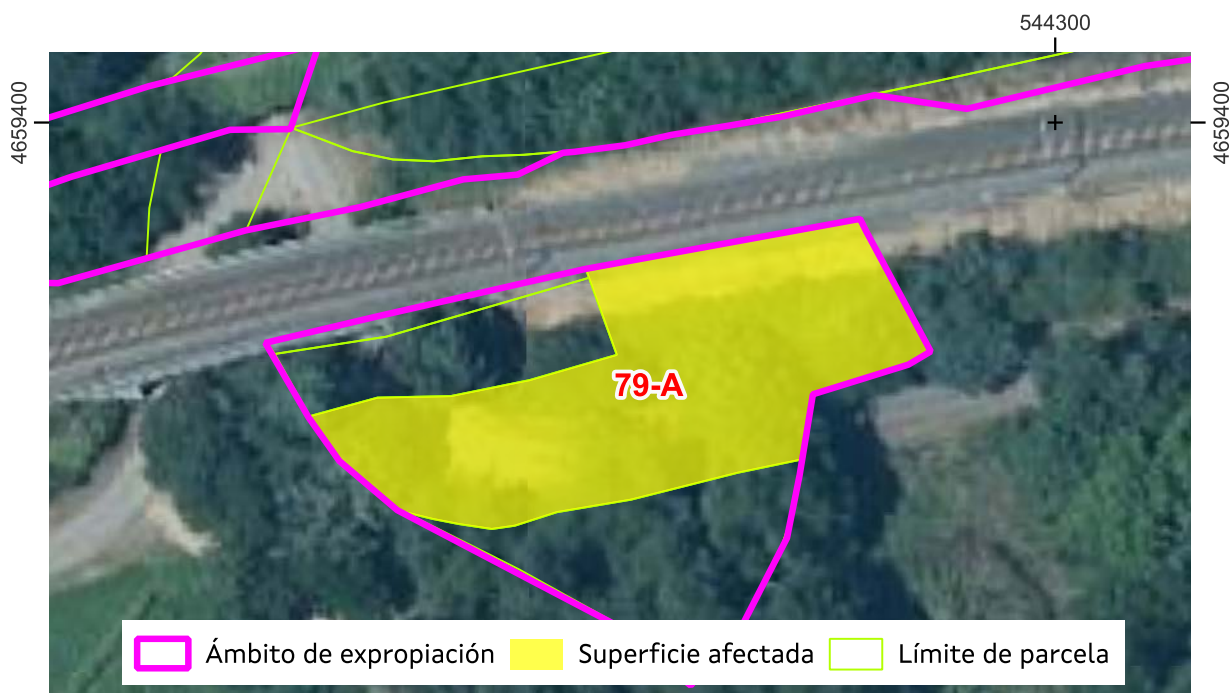 544300
4659400
4659400
79-A
Ámbito de expropiación
Superficie afectada
Límite de parcela